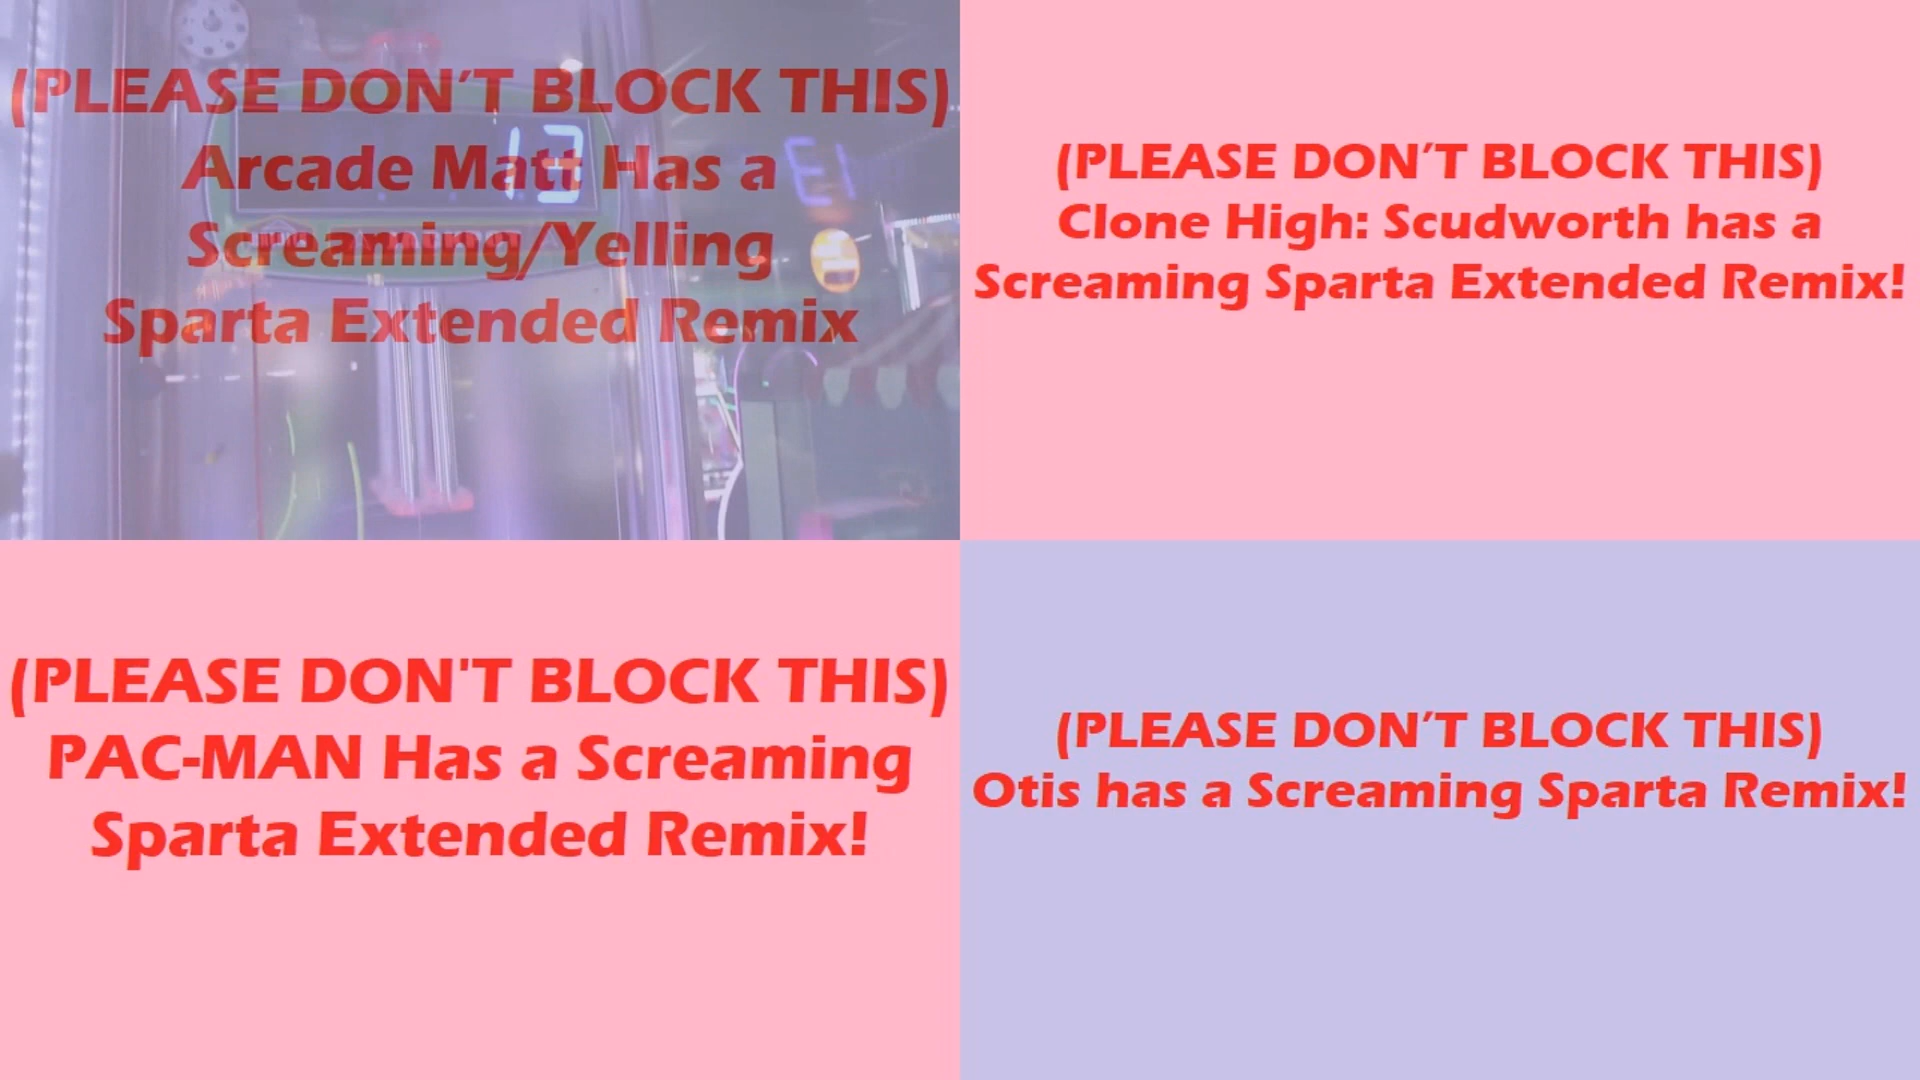 (PLEASE DON’T BLOCK THIS)
Arcade Matt Has a
Screaming/Yelling
Sparta Extended Remix
13
E1
(PLEASE DON’T BLOCK THIS)
Clone High: Scudworth has a
Screaming Sparta Extended Remix!
(PLEASE DON'T BLOCK THIS)
PAC-MAN Has a Screaming
Sparta Extended Remix!
(PLEASE DON’T BLOCK THIS)
Otis has a Screaming Sparta Remix!